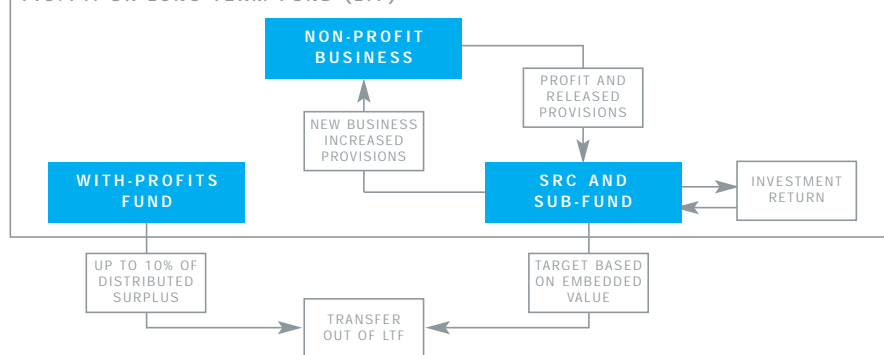 NON-PROFIT
BUSINESS
PROFIT AND
RELEASED
PROVISIONS
NEW BUSINESS
INCREASED
PROVISIONS
WITH-PROFITS
FUND
SRC AND
SUB-FUND
INVESTMENT
RETURN
UP TO 10% OF
DISTRIBUTED
SURPLUS
TARGET BASED
ON EMBEDDED
VALUE
TRANSFER
OUT OF LTF